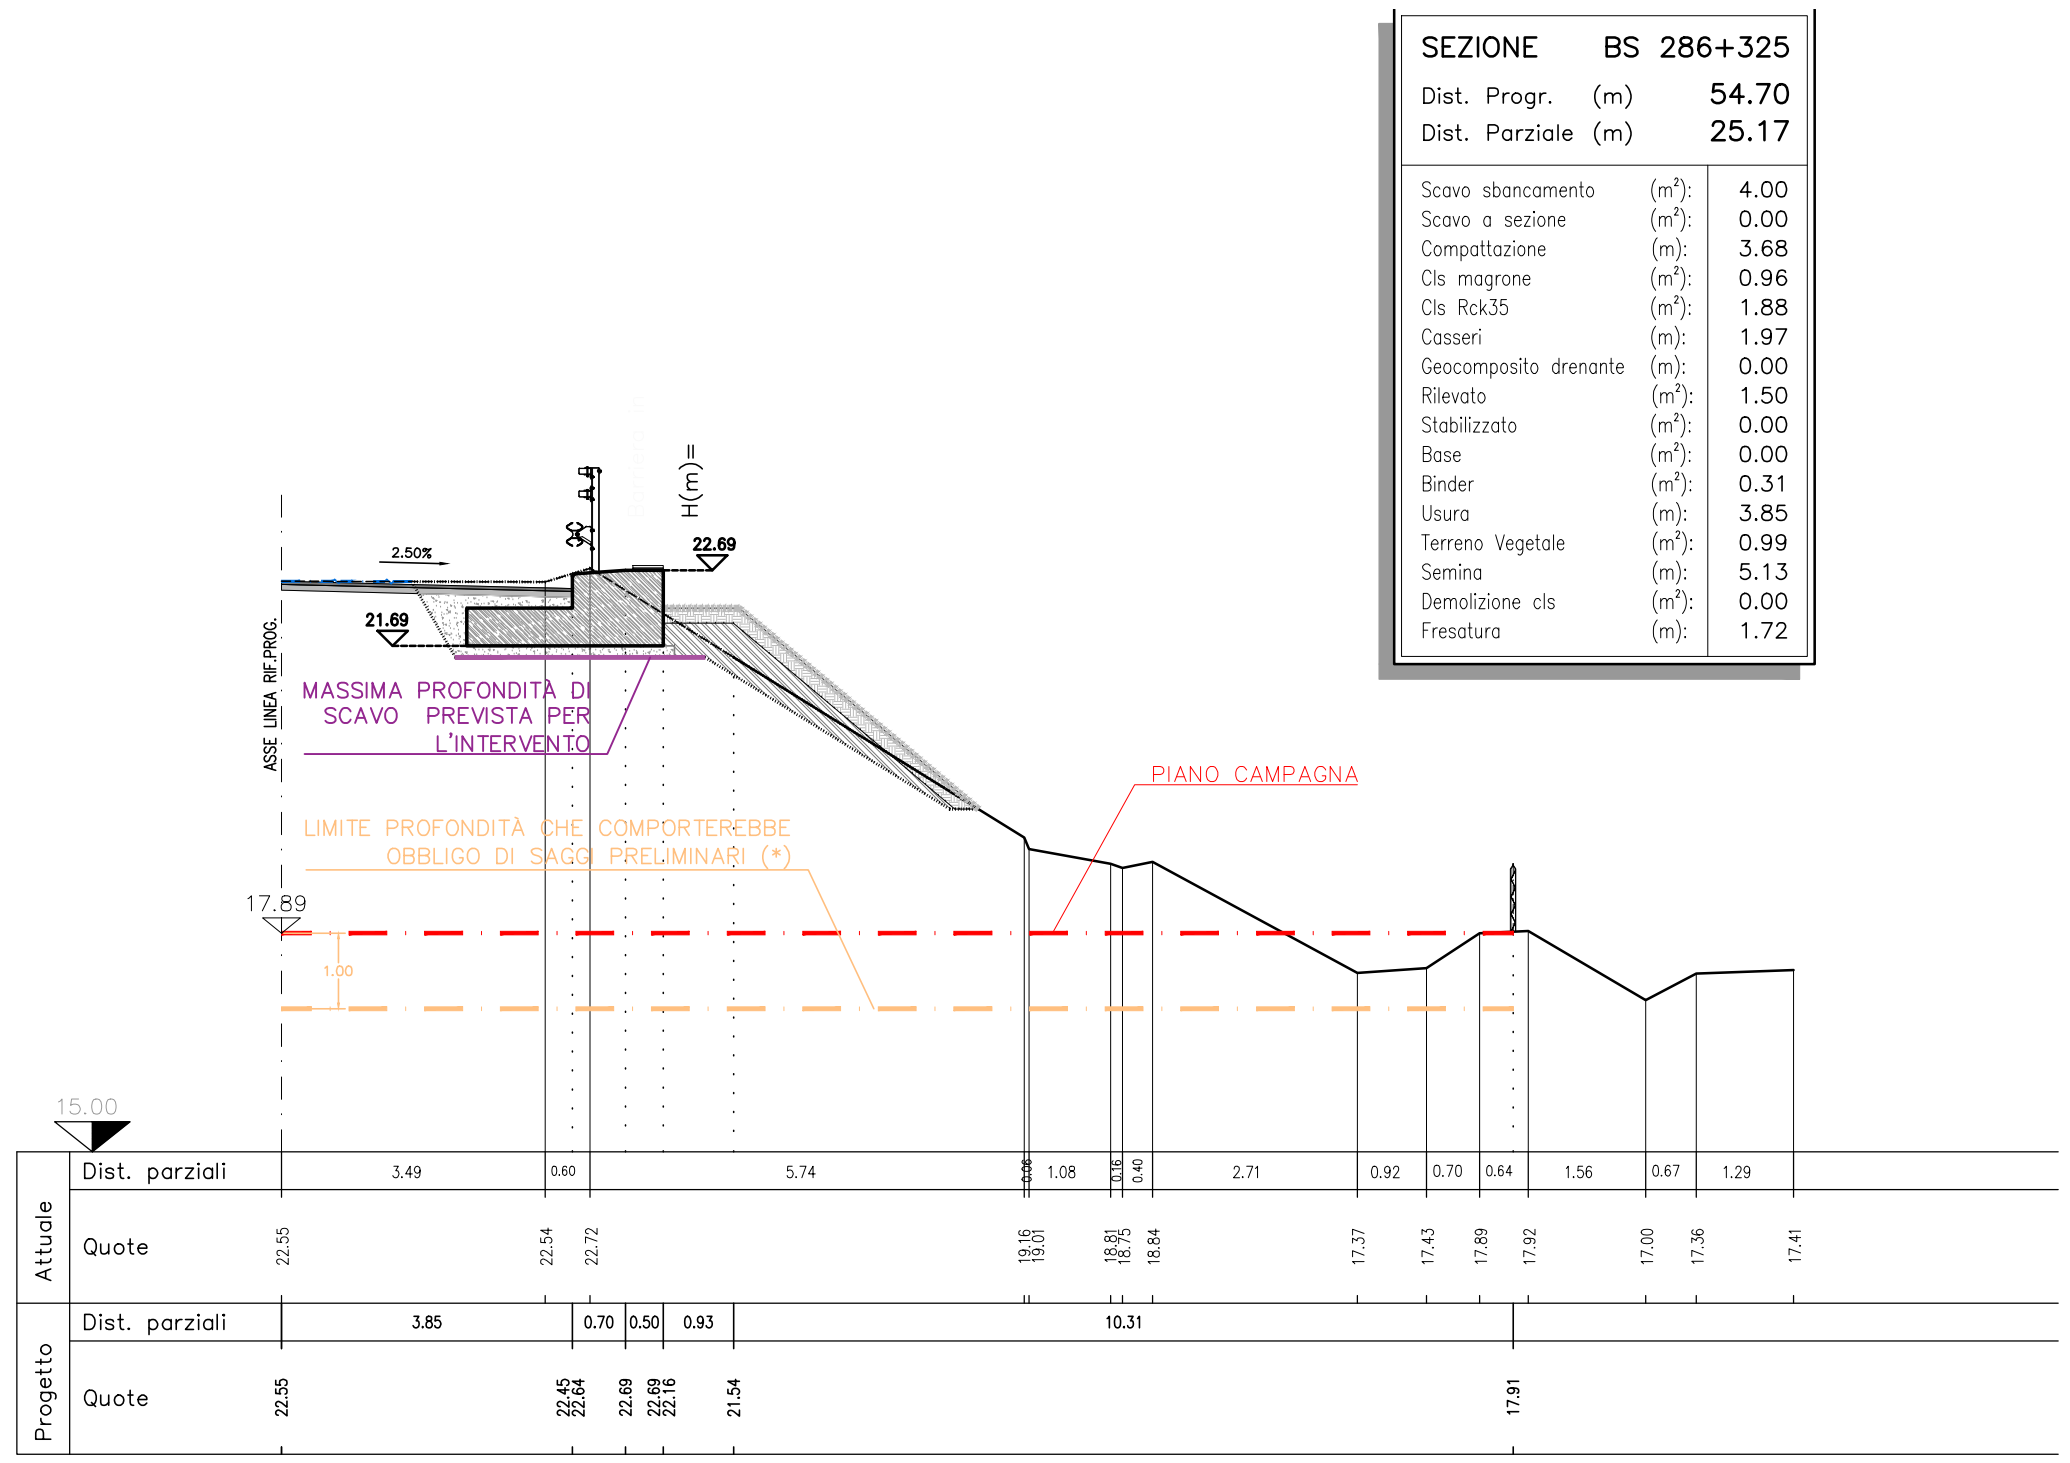 SEZIONE BS 286+325
Dist. Progr. (m) 54.70
Dist. Parziale (m) 25.17
Scavo sbancamento (m²): 4.00
Scavo a sezione (m²): 0.00
Compattazione (m): 3.68
Cls magrone (m²): 0.96
Cls Rck35 (m²): 1.88
Casseri (m): 1.97
Geocomposito drenante (m): 0.00
Rilevato (m²): 1.50
Stabilizzato (m²): 0.00
Base (m²): 0.00
Binder (m²): 0.31
Usura (m): 3.85
Terreno Vegetale (m²): 0.99
Semina (m): 5.13
Demolizione cls (m²): 0.00
Fresatura (m): 1.72
H(m)=
2.50%
22.69
21.69
ASSE LINEA RIF.PROG.
MASSIMA PROFONDITÀ DI
SCAVO PREVISTA PER
L'INTERVENTO
PIANO CAMPAGNA
LIMITE PROFONDITÀ CHE COMPORTEREBBE
OBBLIGO DI SAGGI PRELIMINARI (*)
17.89
1.00
15.00
Attuale
Dist. parziali 3.49 0.60 5.74 0.06 1.08 0.16 0.40 2.71 0.92 0.70 0.64 1.56 0.67 1.29
Quote 22.55 22.54 22.72 19.16 19.01 18.81 18.75 18.84 17.37 17.43 17.89 17.92 17.00 17.36 17.41
Progetto
Dist. parziali 3.85 0.70 0.50 0.93 10.31
Quote 22.55 22.45 22.64 22.69 22.69 22.16 21.54 17.91